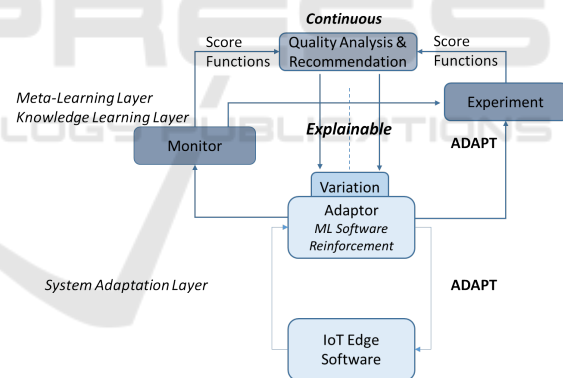 Continuous
Score
Functions
Quality Analysis &
Recommendation
Score
Functions
Meta-Learning Layer
Knowledge Learning Layer
Experiment
Explainable
Monitor
ADAPT
Variation
Adaptor
ML Software
Reinforcement
System Adaptation Layer
ADAPT
IoT Edge
Software